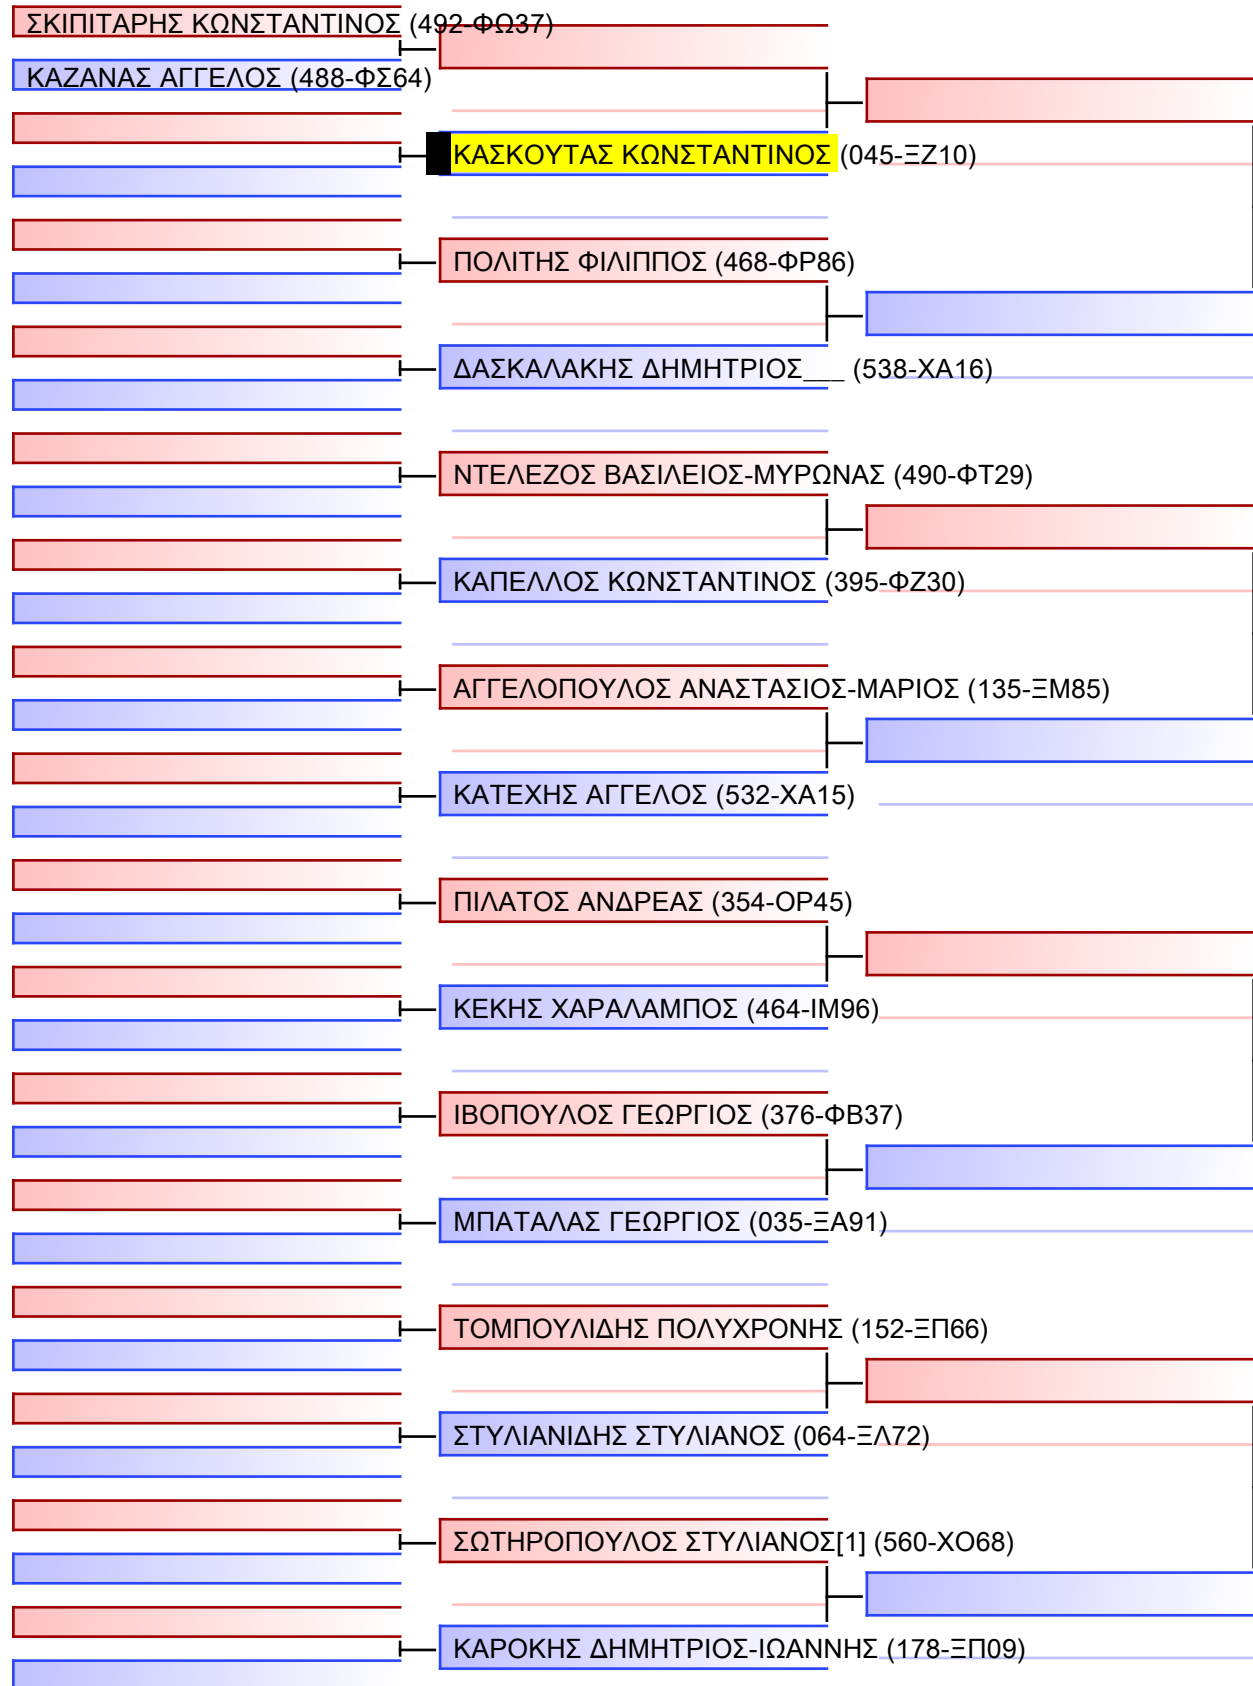 ΣΚΙΠΙΤΑΡΗΣ ΚΩΝΣΤΑΝΤΙΝΟΣ (492-ΦΩ37)
ΚΑΖΑΝΑΣ ΑΓΓΕΛΟΣ (488-ΦΣ64)
ΚΑΣΚΟΥΤΑΣ ΚΩΝΣΤΑΝΤΙΝΟΣ (045-ΞΖ10)
ΠΟΛΙΤΗΣ ΦΙΛΙΠΠΟΣ (468-ΦΡ86)
ΔΑΣΚΑΛΑΚΗΣ ΔΗΜΗΤΡΙΟΣ___ (538-ΧΑ16)
ΝΤΕΛΕΖΟΣ ΒΑΣΙΛΕΙΟΣ-ΜΥΡΩΝΑΣ (490-ΦΤ29)
ΚΑΠΕΛΛΟΣ ΚΩΝΣΤΑΝΤΙΝΟΣ (395-ΦΖ30)
ΑΓΓΕΛΟΠΟΥΛΟΣ ΑΝΑΣΤΑΣΙΟΣ-ΜΑΡΙΟΣ (135-ΞΜ85)
ΚΑΤΕΧΗΣ ΑΓΓΕΛΟΣ (532-ΧΑ15)
ΠΙΛΑΤΟΣ ΑΝΔΡΕΑΣ (354-ΟΡ45)
ΚΕΚΗΣ ΧΑΡΑΛΑΜΠΟΣ (464-ΙΜ96)
ΙΒΟΠΟΥΛΟΣ ΓΕΩΡΓΙΟΣ (376-ΦΒ37)
ΜΠΑΤΑΛΑΣ ΓΕΩΡΓΙΟΣ (035-ΞΑ91)
ΤΟΜΠΟΥΛΙΔΗΣ ΠΟΛΥΧΡΟΝΗΣ (152-ΞΠ66)
ΣΤΥΛΙΑΝΙΔΗΣ ΣΤΥΛΙΑΝΟΣ (064-ΞΛ72)
ΣΩΤΗΡΟΠΟΥΛΟΣ ΣΤΥΛΙΑΝΟΣ[1] (560-ΧΟ68)
ΚΑΡΟΚΗΣ ΔΗΜΗΤΡΙΟΣ-ΙΩΑΝΝΗΣ (178-ΞΠ09)